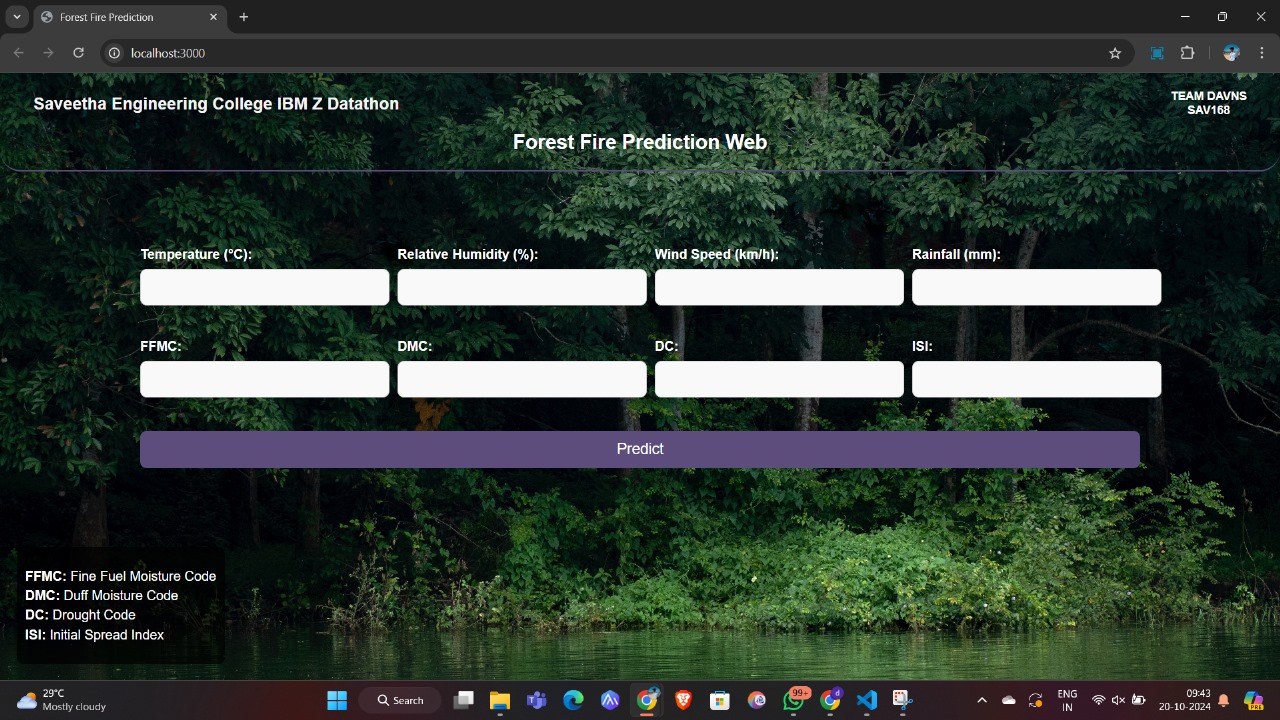 Forest Fire Prediction
localhost:3000
Saveetha Engineering College IBM Z Datathon
TEAM DAVNS
SAV168
Forest Fire Prediction Web
Temperature (°C):
Relative Humidity (%):
Wind Speed (km/h):
Rainfall (mm):
FFMC:
DMC:
DC:
ISI:
Predict
FFMC: Fine Fuel Moisture Code
DMC: Duff Moisture Code
DC: Drought Code
ISI: Initial Spread Index
29°C
Mostly cloudy
Search
99+
d
PRE
ENG
IN
09:43
20-10-2024